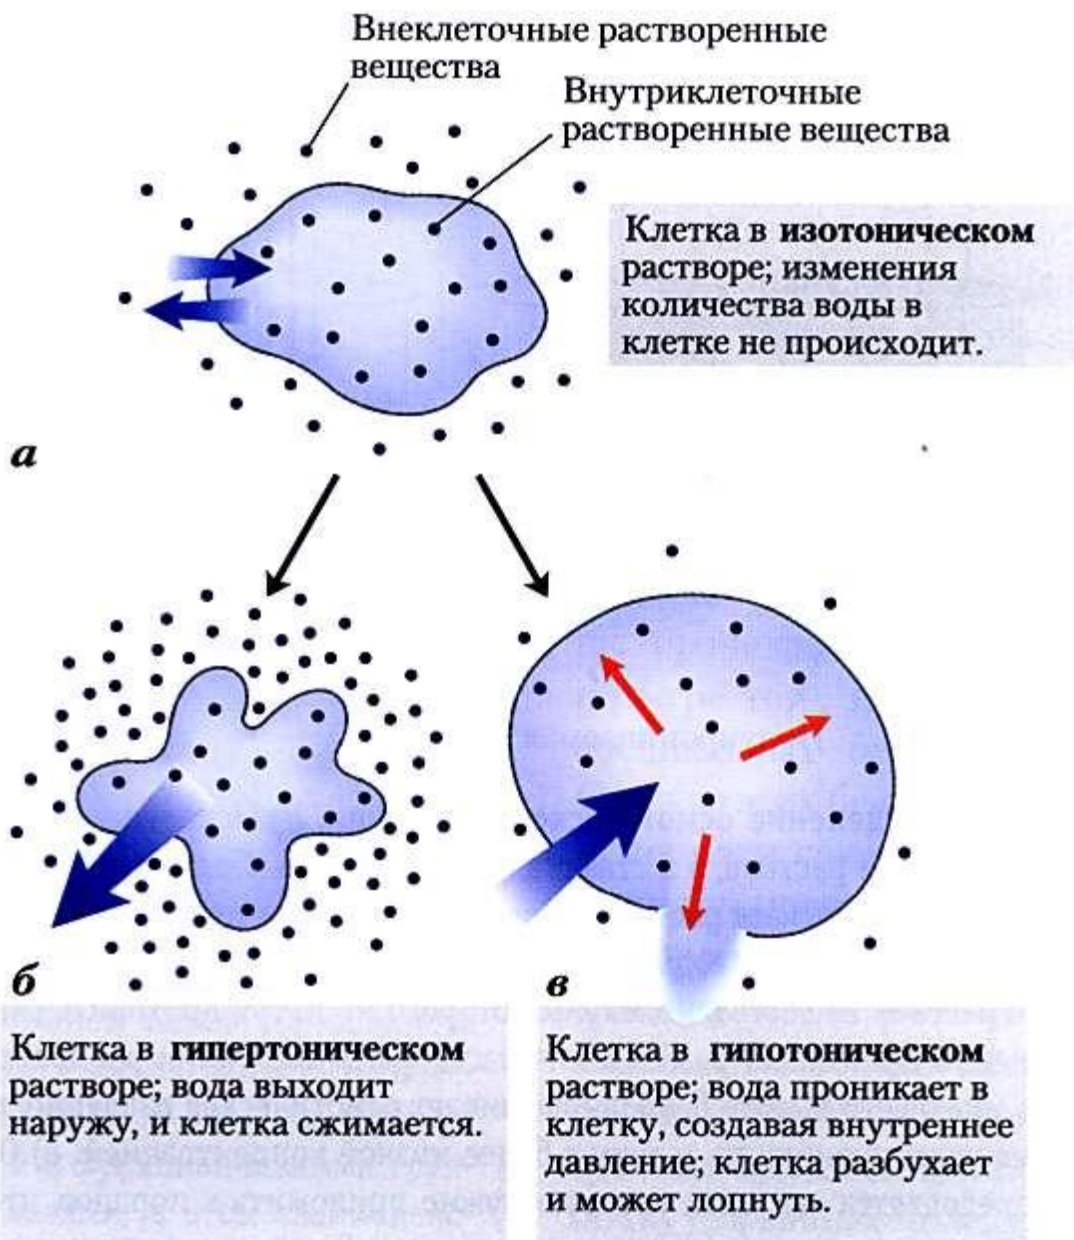 Внеклеточные растворенные
вещества
Внутриклеточные
растворенные вещества
Клетка в изотоническом
растворе; изменения
количества воды в
клетке не происходит.
а
б
Клетка в гипертоническом
растворе; вода выходит
наружу, и клетка сжимается.
в
Клетка в гипотоническом
растворе; вода проникает в
клетку, создавая внутреннее
давление; клетка разбухает
и может лопнуть.